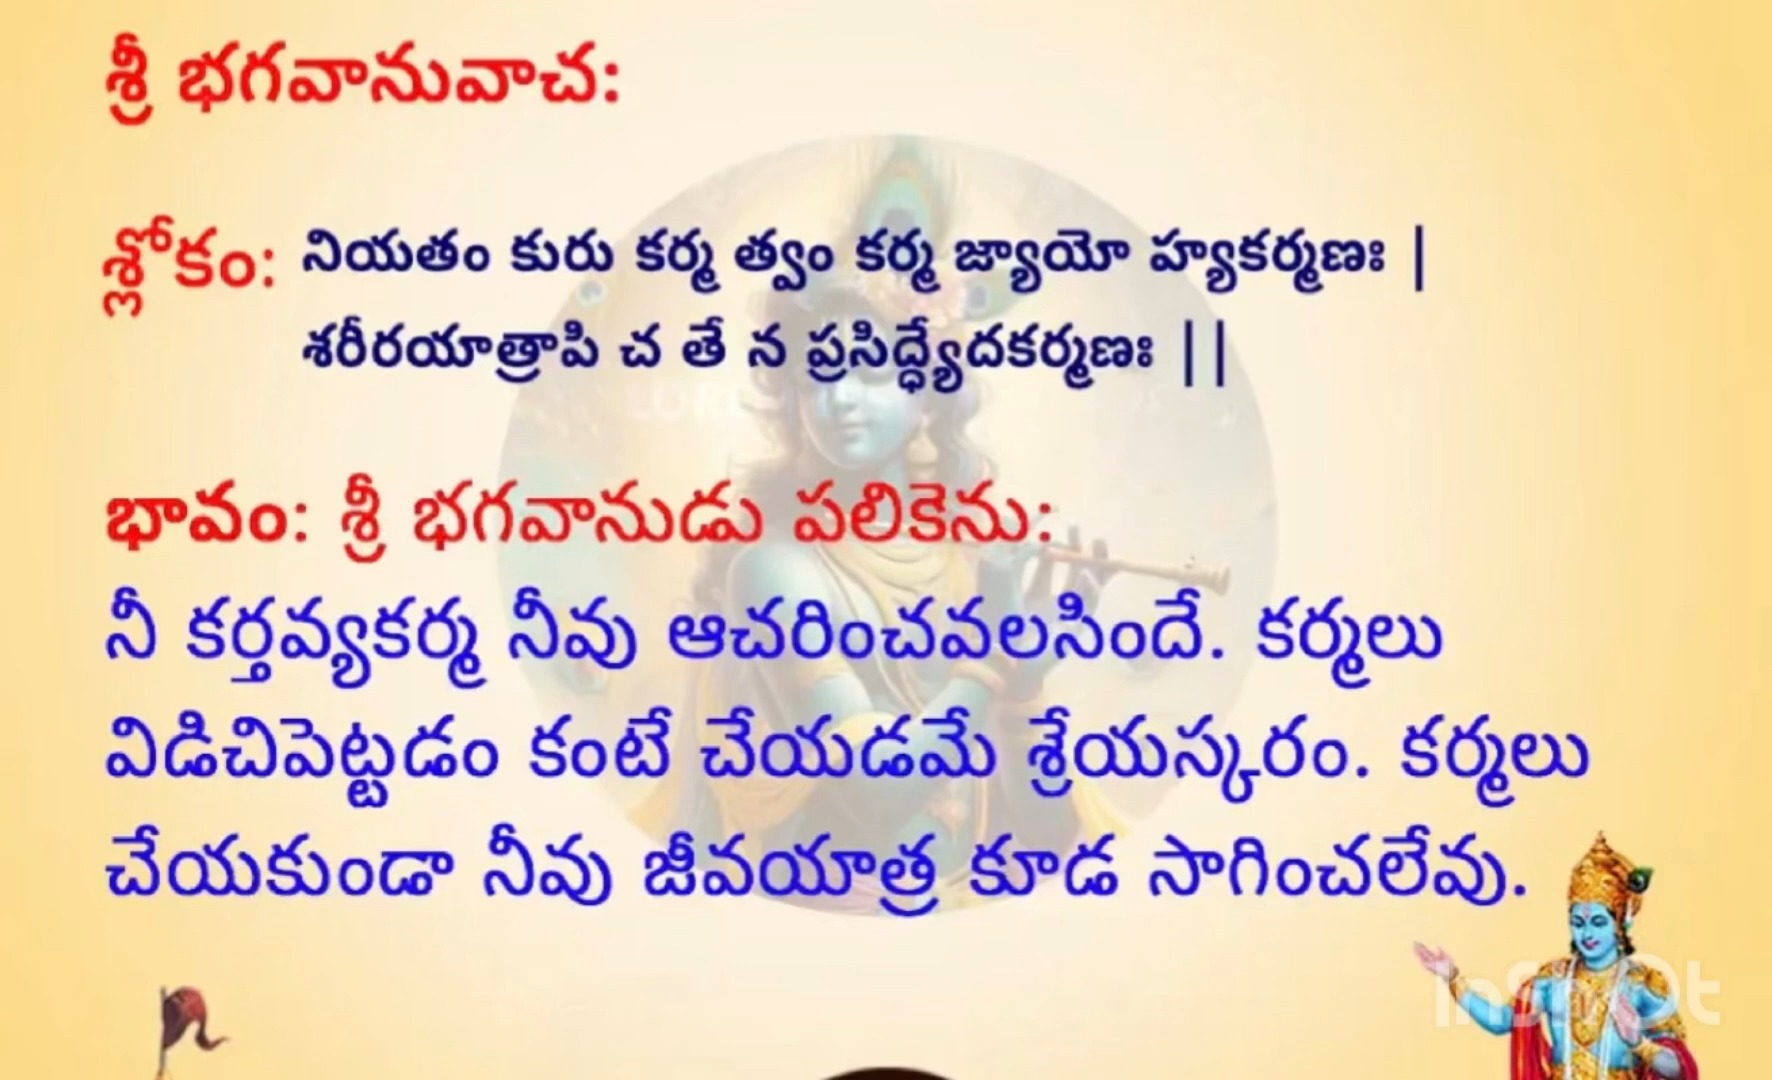 శ్రీ భగవానువాచ:
శ్లోకం: నియతం కురు కర్మ త్వం కర్మ జ్యాయో హ్యకర్మణః |
శరీరయాత్రాపి చ తే న ప్రసిద్ధ్యేదకర్మణః ||
భావం: శ్రీ భగవానుడు పలికెను:
నీ కర్తవ్యకర్మ నీవు ఆచరించవలసిందే. కర్మలు
విడిచిపెట్టడం కంటే చేయడమే శ్రేయస్కరం. కర్మలు
చేయకుండా నీవు జీవయాత్ర కూడ సాగించలేవు.
InShOt